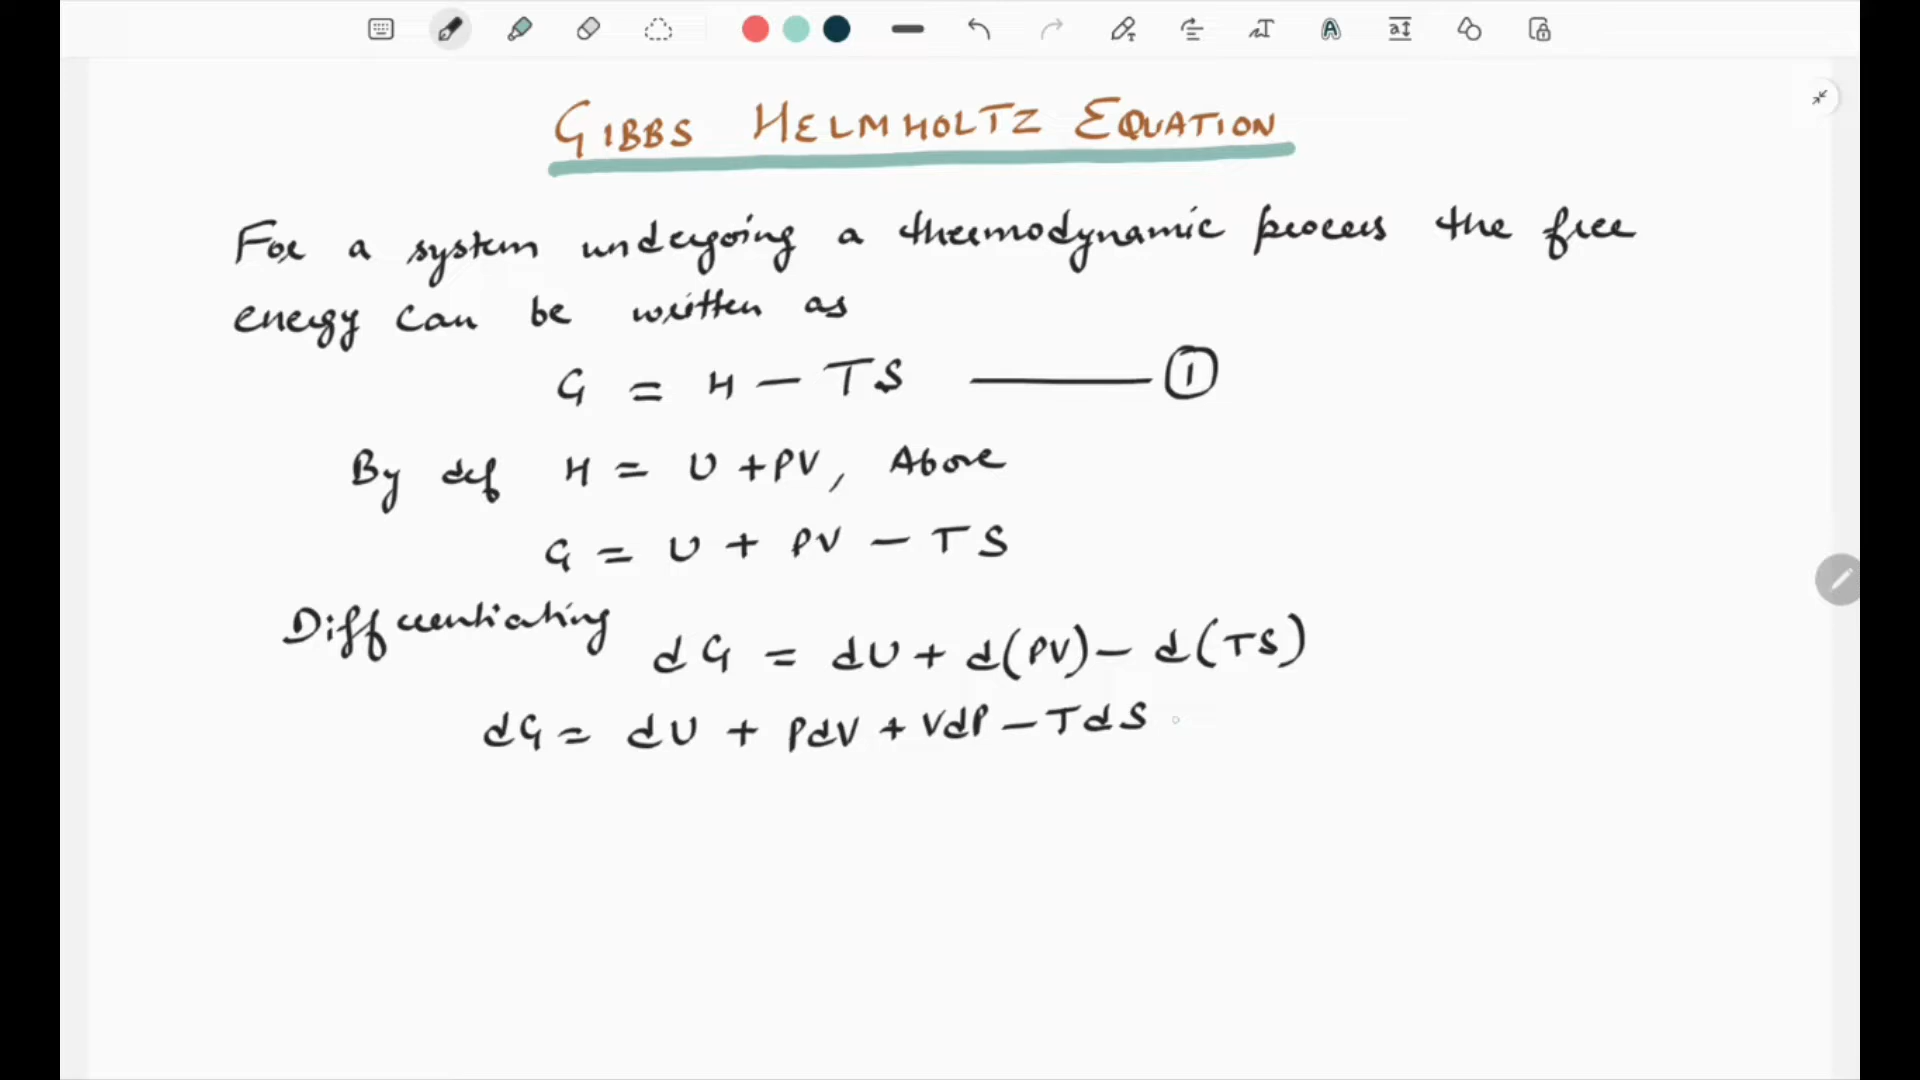 GIBBS HELMHOLTZ EQUATION
For a system undergoing a thermodynamic process the free
energy can be written as
G = H - TS ——— ①
By def H = U + PV, Above
G = U + PV - TS
Differentiating
dG = dU + d(PV) - d(TS)
dG = dU + PdV + VdP - TdS